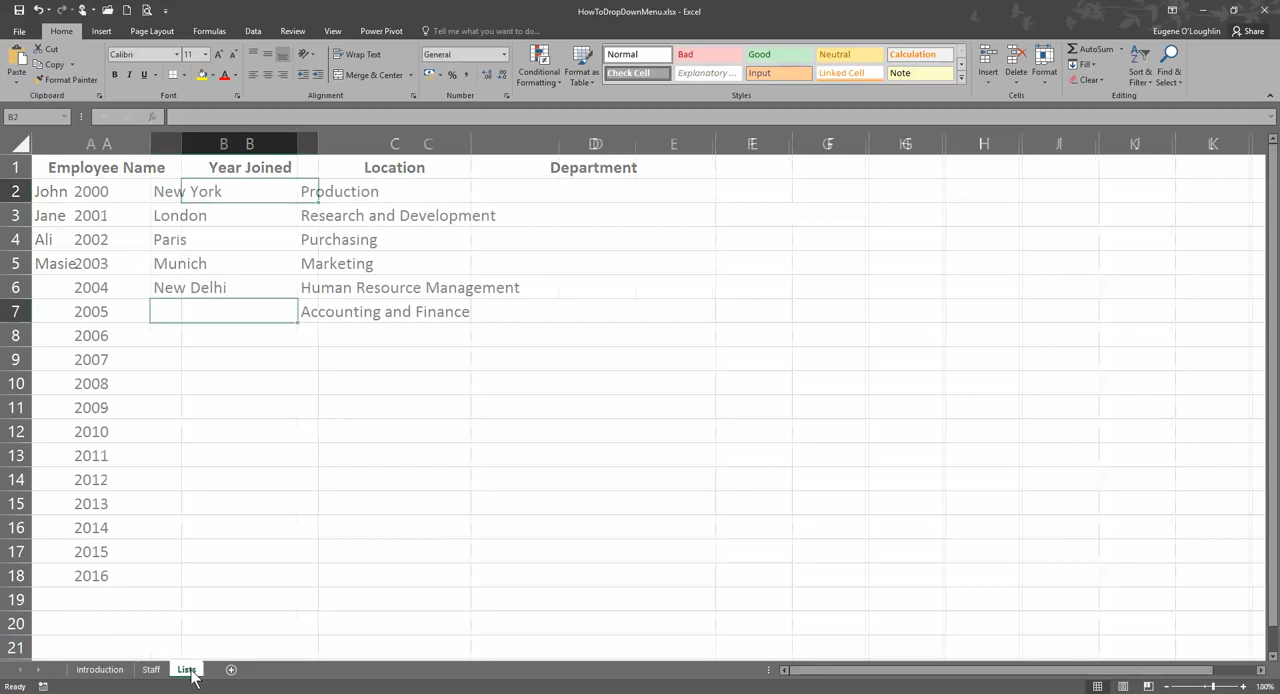 HowToDropDownMenu.xlsx - Excel
Eugene O'Loughlin Share
File Home Insert Page Layout Formulas Data Review View Power Pivot Tell me what you want to do...
Paste Cut Copy Format Painter Clipboard
Calibri 11 B I U A Font
Wrap Text Merge & Center Alignment
General % Number
Conditional Formatting Format as Table
Normal Bad Good Neutral Calculation
Check Cell Explanatory ... Input Linked Cell Note
Styles
Insert Delete Format Cells
AutoSum Fill Clear Sort & Filter Find & Select Editing
B2 fx
A A B B C C D D E F G H K
1 Employee Name Year Joined Location Department
2 John 2000 New York Production
3 Jane 2001 London Research and Development
4 Ali 2002 Paris Purchasing
5 Masie 2003 Munich Marketing
6 2004 New Delhi Human Resource Management
7 2005 Accounting and Finance
8 2006
9 2007
10 2008
11 2009
12 2010
13 2011
14 2012
15 2013
16 2014
17 2015
18 2016
19
20
21
Introduction Staff Lists
Ready 180%